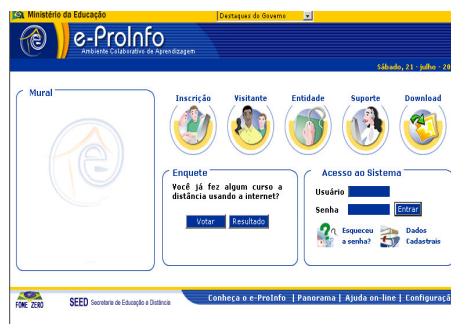 Ministério da Educação
Destaques do Governo
e-ProInfo
Ambiente Colaborativo de Aprendizagem
Sábado, 21 - julho - 20
Mural
Inscrição Visitante Entidade Suporte Download
Enquete
Você já fez algum curso a
distância usando a internet?
Votar Resultado
Acesso ao Sistema
Usuário
Senha Entrar
Esqueceu
a senha?
Dados
Cadastrais
FOME ZERO
SEED Secretaria de Educação a Distância
Conheça o e-ProInfo | Panorama | Ajuda on-line | Configuraçã